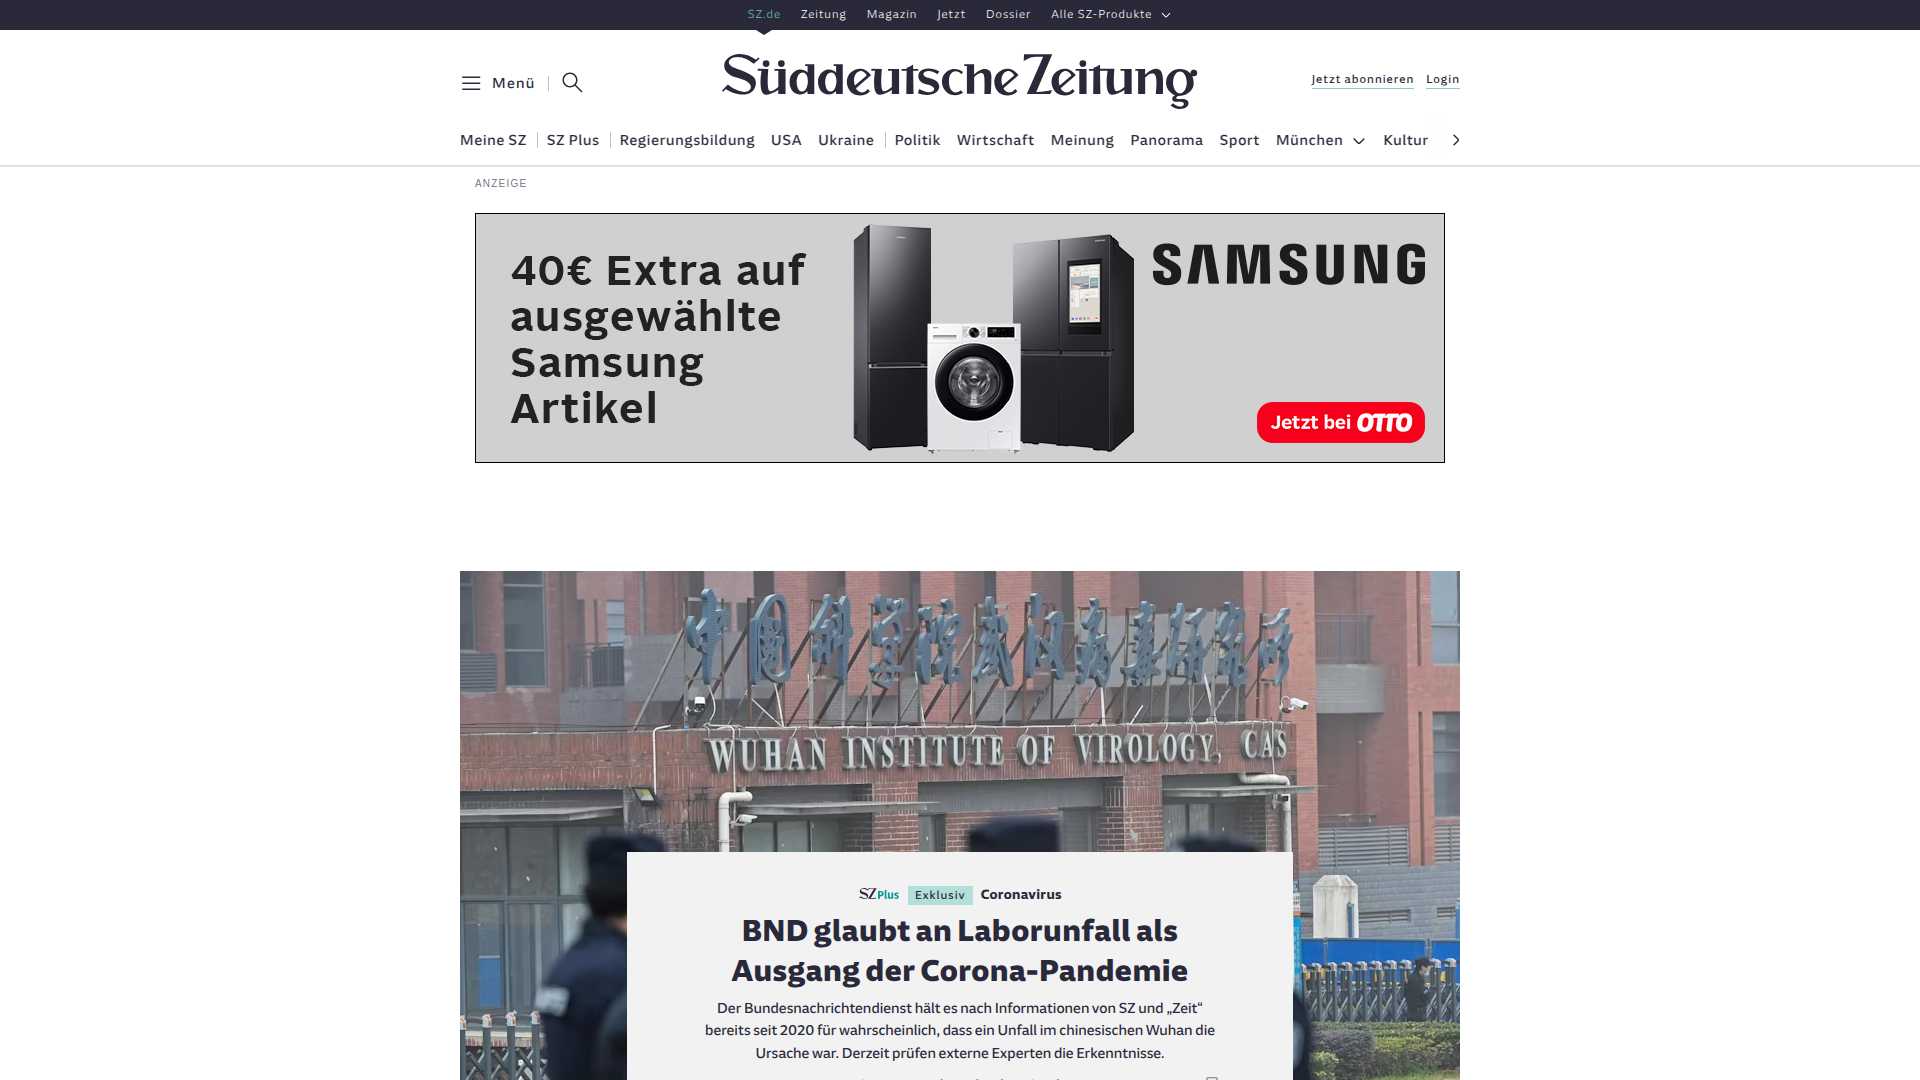 SZ.de Zeitung Magazin Jetzt Dossier Alle SZ-Produkte
Menü
Süddeutsche Zeitung
Jetzt abonnieren Login
Meine SZ SZ Plus Regierungsbildung USA Ukraine Politik Wirtschaft Meinung Panorama Sport München Kultur
ANZEIGE
40€ Extra auf
ausgewählte
Samsung
Artikel
SAMSUNG
Jetzt bei OTTO
中国科学院武汉病毒研究所
WUHAN INSTITUTE OF VIROLOGY, CAS
SZ Plus Exklusiv Coronavirus
BND glaubt an Laborunfall als
Ausgang der Corona-Pandemie
Der Bundesnachrichtendienst hält es nach Informationen von SZ und „Zeit“
bereits seit 2020 für wahrscheinlich, dass ein Unfall im chinesischen Wuhan die
Ursache war. Derzeit prüfen externe Experten die Erkenntnisse.